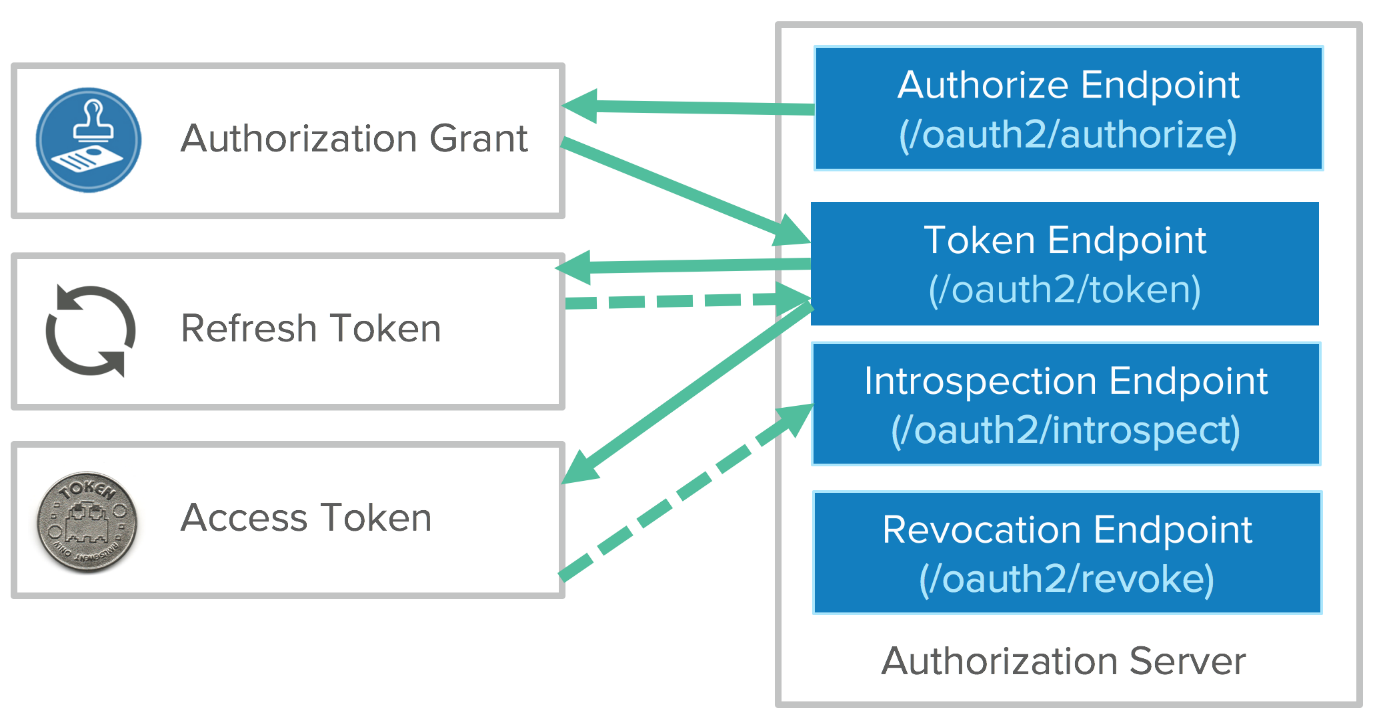 Authorization Grant
Refresh Token
TOKEN
Access Token
Authorize Endpoint
(/oauth2/authorize)
Token Endpoint
(/oauth2/token)
Introspection Endpoint
(/oauth2/introspect)
Revocation Endpoint
(/oauth2/revoke)
Authorization Server